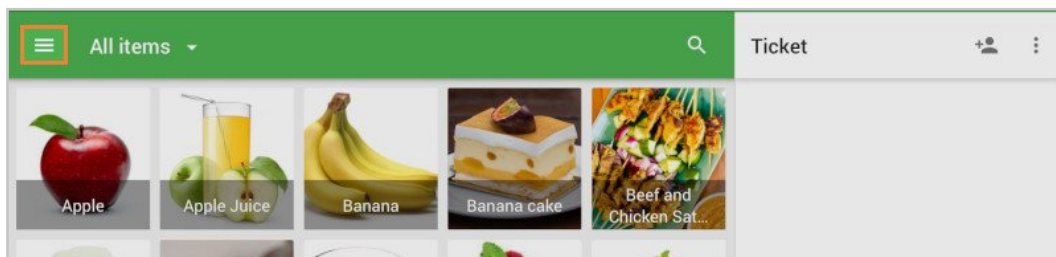 All items
Ticket
Apple
Apple Juice
Banana
Banana cake
Beef and
Chicken Sat...